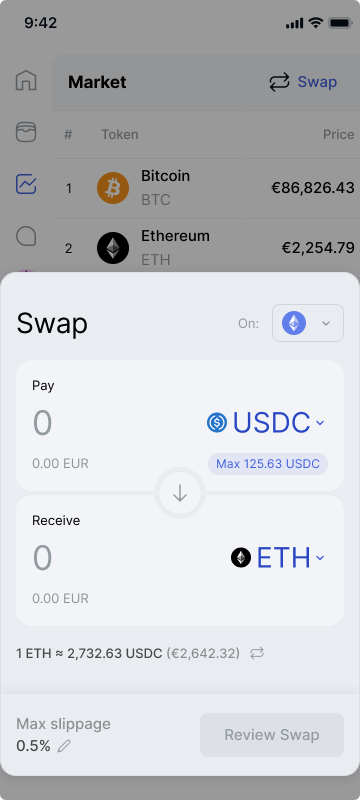 9:42
Market
Swap
# Token Price
1 Bitcoin BTC €86,826.43
2 Ethereum ETH €2,254.79
Swap
On:
Pay
0 USDC
0.00 EUR Max 125.63 USDC
Receive
0 ETH
0.00 EUR
1 ETH ≈ 2,732.63 USDC (€2,642.32)
Max slippage
0.5%
Review Swap